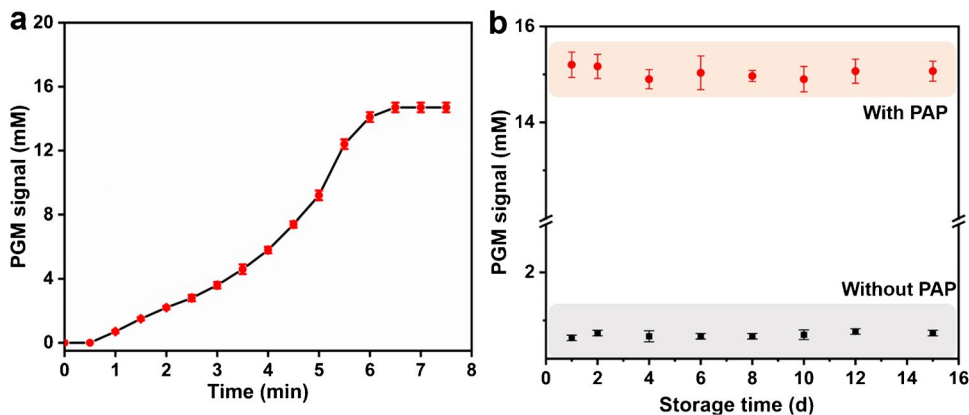 a
20
16
12
8
4
0
PGM signal (mM)
0 1 2 3 4 5 6 7 8
Time (min)
b
14
2
PGM signal (mM)
With PAP
Without PAP
0 2 4 6 8 10 12 14 16
Storage time (d)